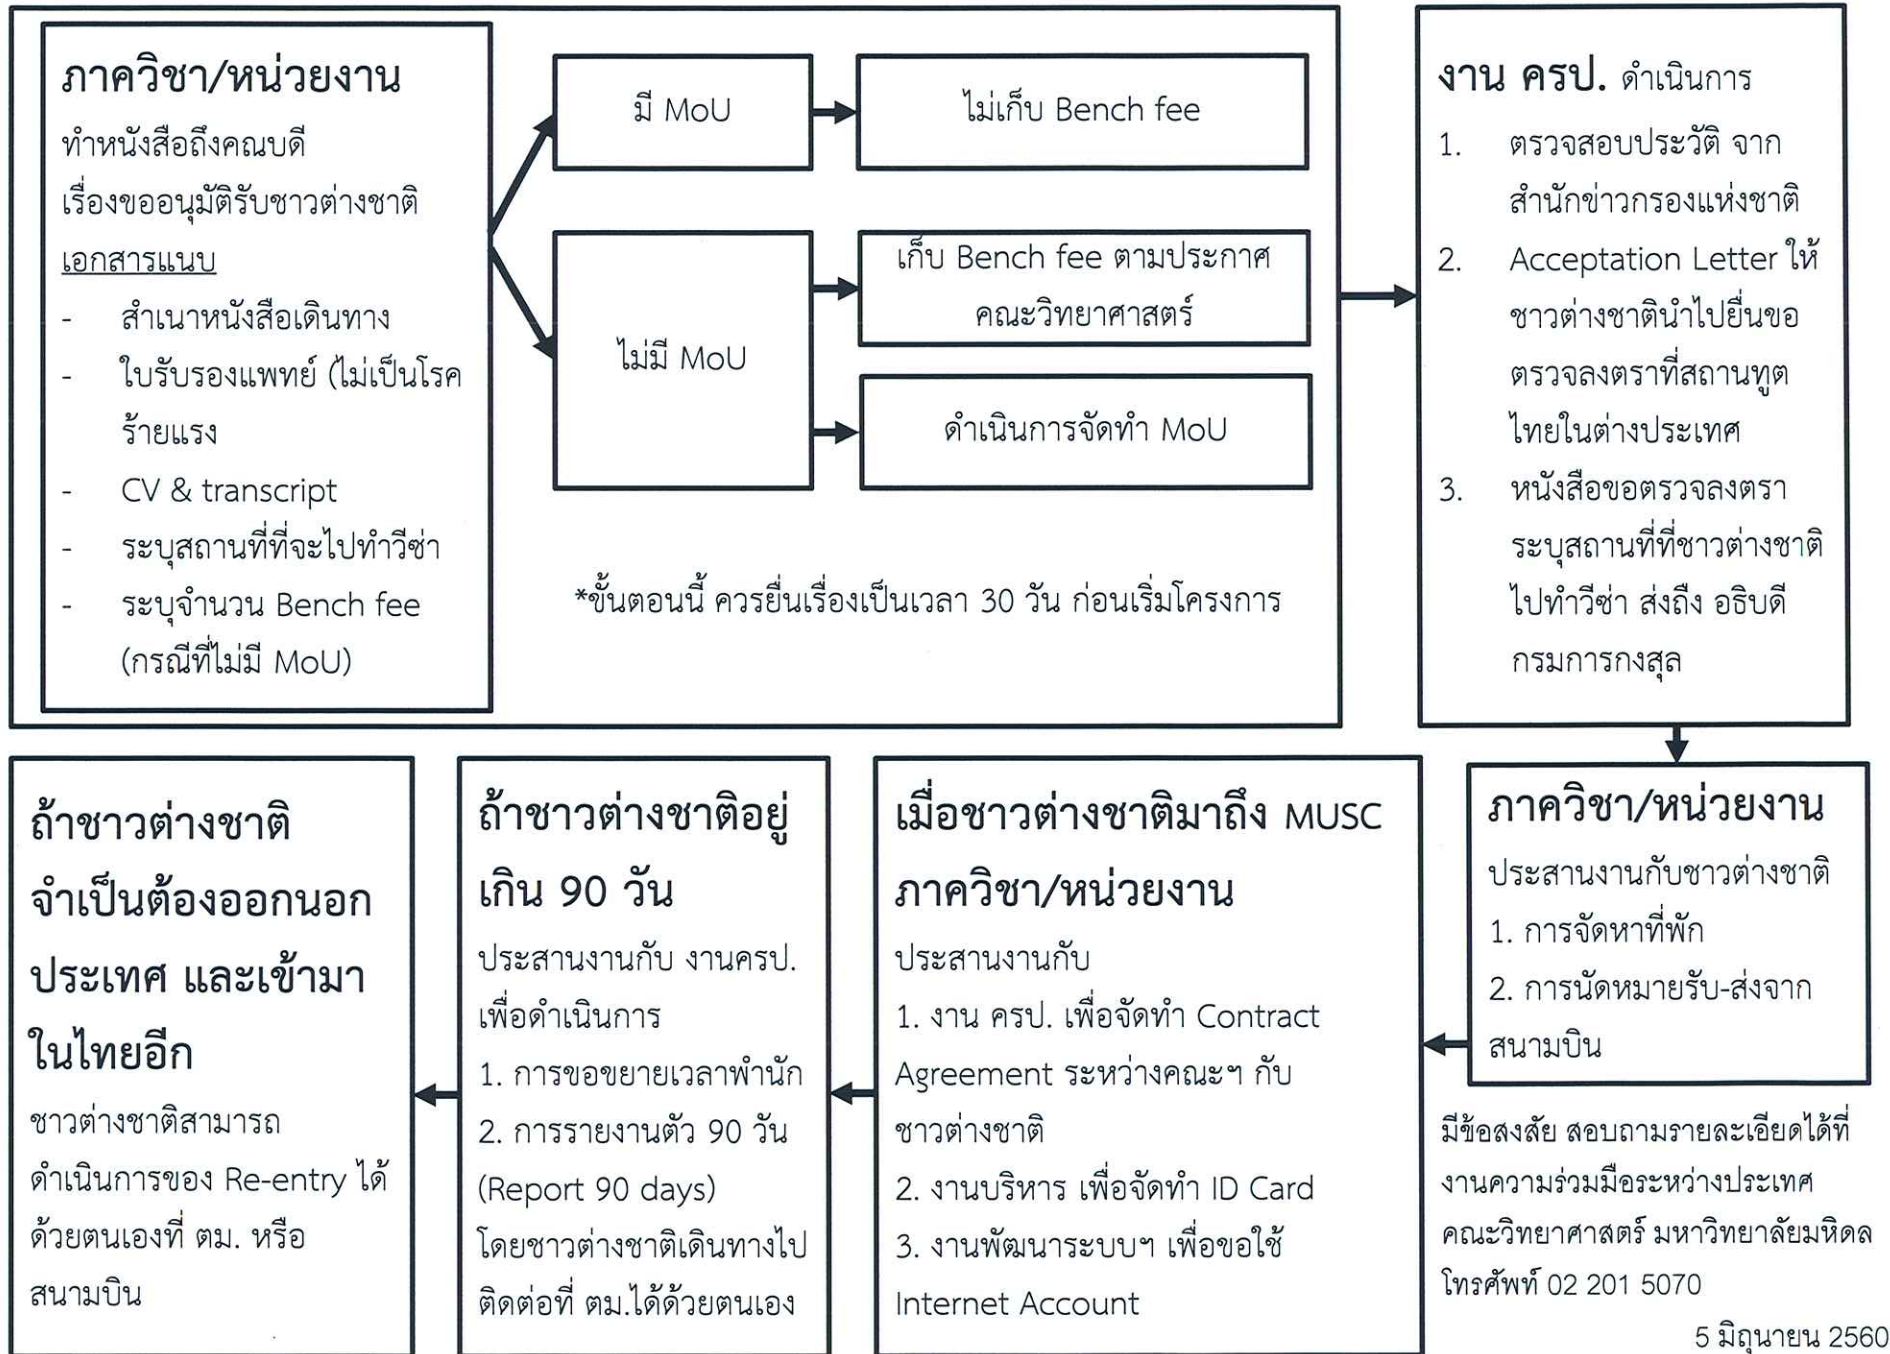 ภาควิชา/หน่วยงาน
ทำหนังสือถึงคณบดี
เรื่องขออนุมัติรับชาวต่างชาติ
เอกสารแนบ
- สำเนาหนังสือเดินทาง
- ใบรับรองแพทย์ (ไม่เป็นโรค
ร้ายแรง
- CV & transcript
- ระบุสถานที่ที่จะไปทำวีซ่า
- ระบุจำนวน Bench fee
(กรณีที่ไม่มี MoU)
มี MoU
ไม่เก็บ Bench fee
ไม่มี MoU
เก็บ Bench fee ตามประกาศ
คณะวิทยาศาสตร์
ดำเนินการจัดทำ MoU
*ขั้นตอนนี้ ควรยื่นเรื่องเป็นเวลา 30 วัน ก่อนเริ่มโครงการ
งาน ครป. ดำเนินการ
1. ตรวจสอบประวัติ จาก
สำนักข่าวกรองแห่งชาติ
2. Acceptation Letter ให้
ชาวต่างชาตินำไปยื่นขอ
ตรวจลงตราที่สถานทูต
ไทยในต่างประเทศ
3. หนังสือขอตรวจลงตรา
ระบุสถานที่ที่ชาวต่างชาติ
ไปทำวีซ่า ส่งถึง อธิบดี
กรมการกงสุล
ภาควิชา/หน่วยงาน
ประสานงานกับชาวต่างชาติ
1. การจัดหาที่พัก
2. การนัดหมายรับ-ส่งจาก
สนามบิน
เมื่อชาวต่างชาติมาถึง MUSC
ภาควิชา/หน่วยงาน
ประสานงานกับ
1. งาน ครป. เพื่อจัดทำ Contract
Agreement ระหว่างคณะฯ กับ
ชาวต่างชาติ
2. งานบริหาร เพื่อจัดทำ ID Card
3. งานพัฒนาระบบฯ เพื่อขอใช้
Internet Account
ถ้าชาวต่างชาติอยู่
เกิน 90 วัน
ประสานงานกับ งานครป.
เพื่อดำเนินการ
1. การขอขยายเวลาพำนัก
2. การรายงานตัว 90 วัน
(Report 90 days)
โดยชาวต่างชาติเดินทางไป
ติดต่อที่ ตม.ได้ด้วยตนเอง
ถ้าชาวต่างชาติ
จำเป็นต้องออกนอก
ประเทศ และเข้ามา
ในไทยอีก
ชาวต่างชาติสามารถ
ดำเนินการของ Re-entry ได้
ด้วยตนเองที่ ตม. หรือ
สนามบิน
มีข้อสงสัย สอบถามรายละเอียดได้ที่
งานความร่วมมือระหว่างประเทศ
คณะวิทยาศาสตร์ มหาวิทยาลัยมหิดล
โทรศัพท์ 02 201 5070
5 มิถุนายน 2560